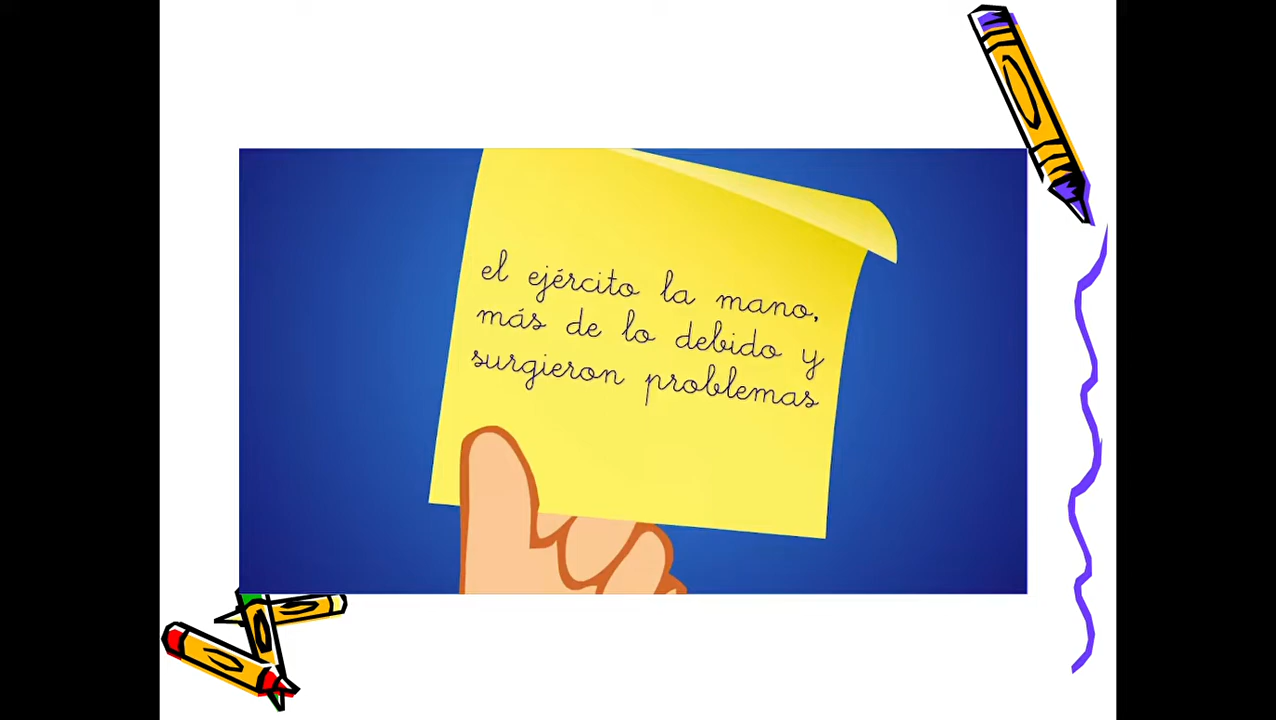 el ejército la mano,
más de lo debido y
surgieron problemas